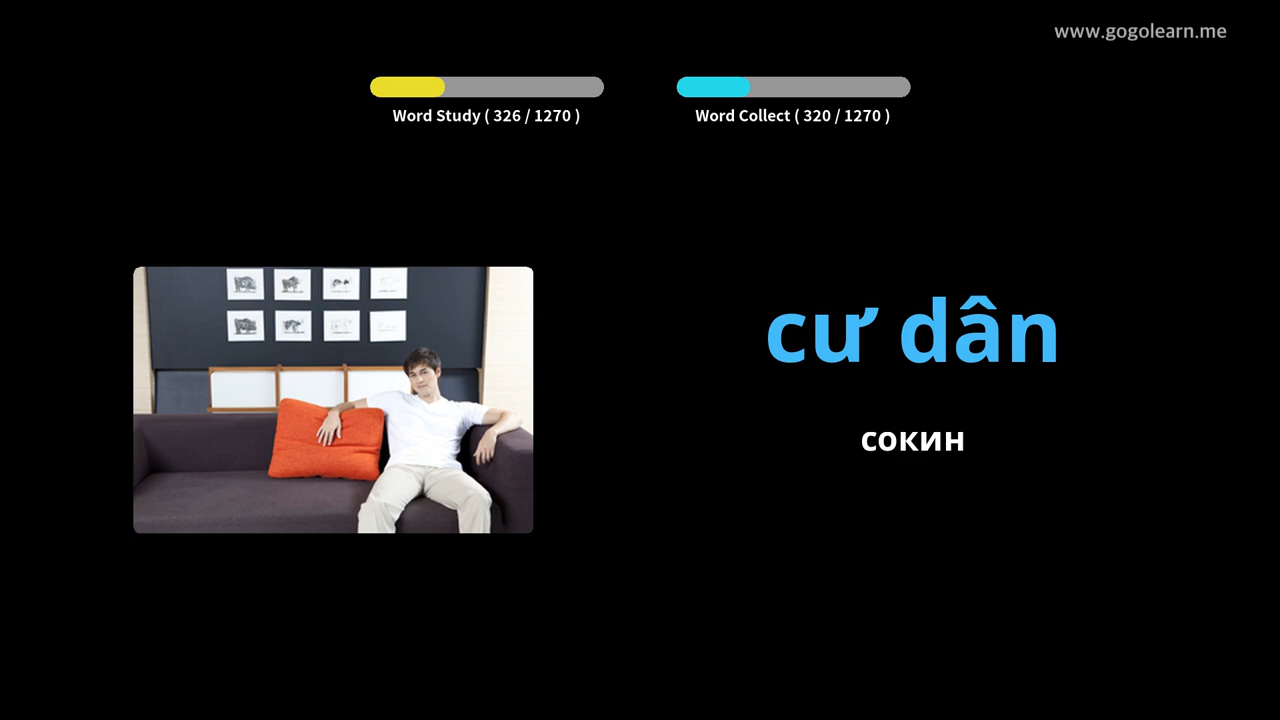 www.gogolearn.me
Word Study ( 326 / 1270 )
Word Collect ( 320 / 1270 )
cư dân
сокин